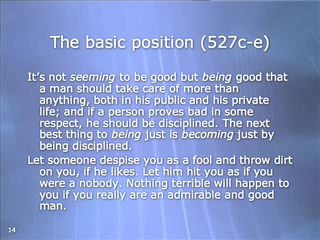 The basic position (527c-e)
It's not seeming to be good but being good that
a man should take care of more than
anything, both in his public and his private
life; and if a person proves bad in some
respect, he should be disciplined. The next
best thing to being just is becoming just by
being disciplined.
Let someone despise you as a fool and throw dirt
on you, if he likes. Let him hit you as if you
were a nobody. Nothing terrible will happen to
you if you really are an admirable and good
man.
14